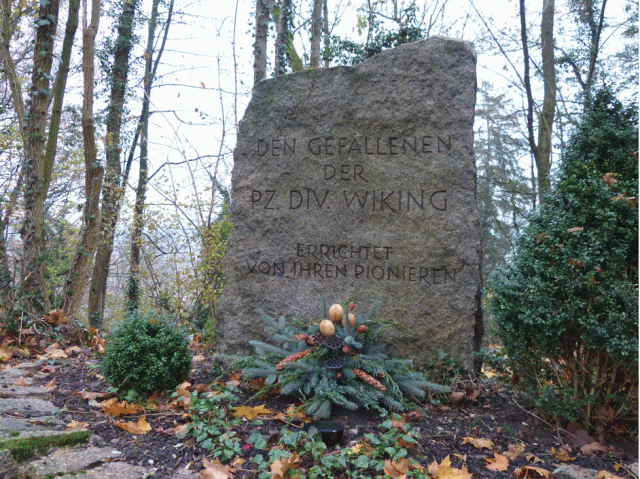 DEN GEFALLENEN
DER
PZ. DIV. WIKING
ERRICHTET
VON IHREN PIONIEREN